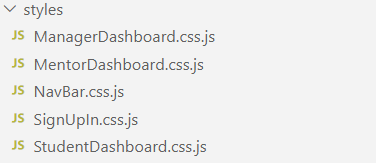 styles
JS ManagerDashboard.css.js
JS MentorDashboard.css.js
JS NavBar.css.js
JS SignUpIn.css.js
JS StudentDashboard.css.js